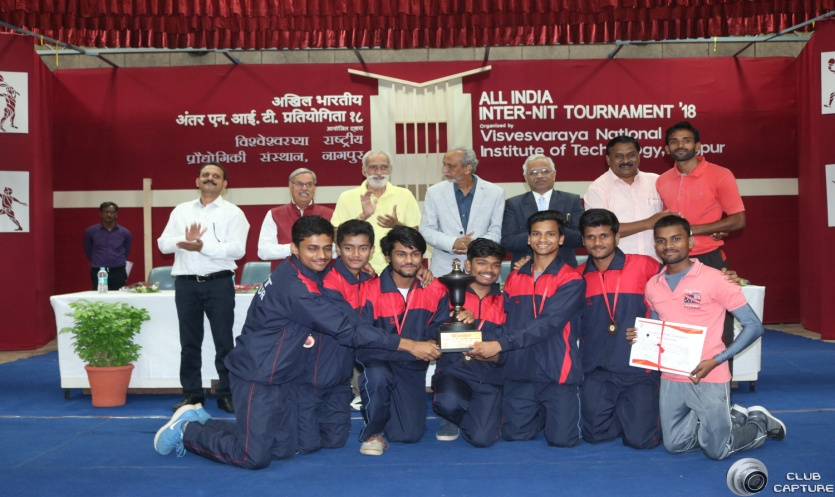 अखिल भारतीय
अंतर एन.आई.टी. प्रतियोगिता १८
आयोजित द्वारा
विश्वेश्वरय्या राष्ट्रीय
प्रौद्योगिकी संस्थान, नागपुर
ALL INDIA
INTER-NIT TOURNAMENT '18
Organised by
Visvesvaraya National
Institute of Technology,
CLUB
CAPTURE